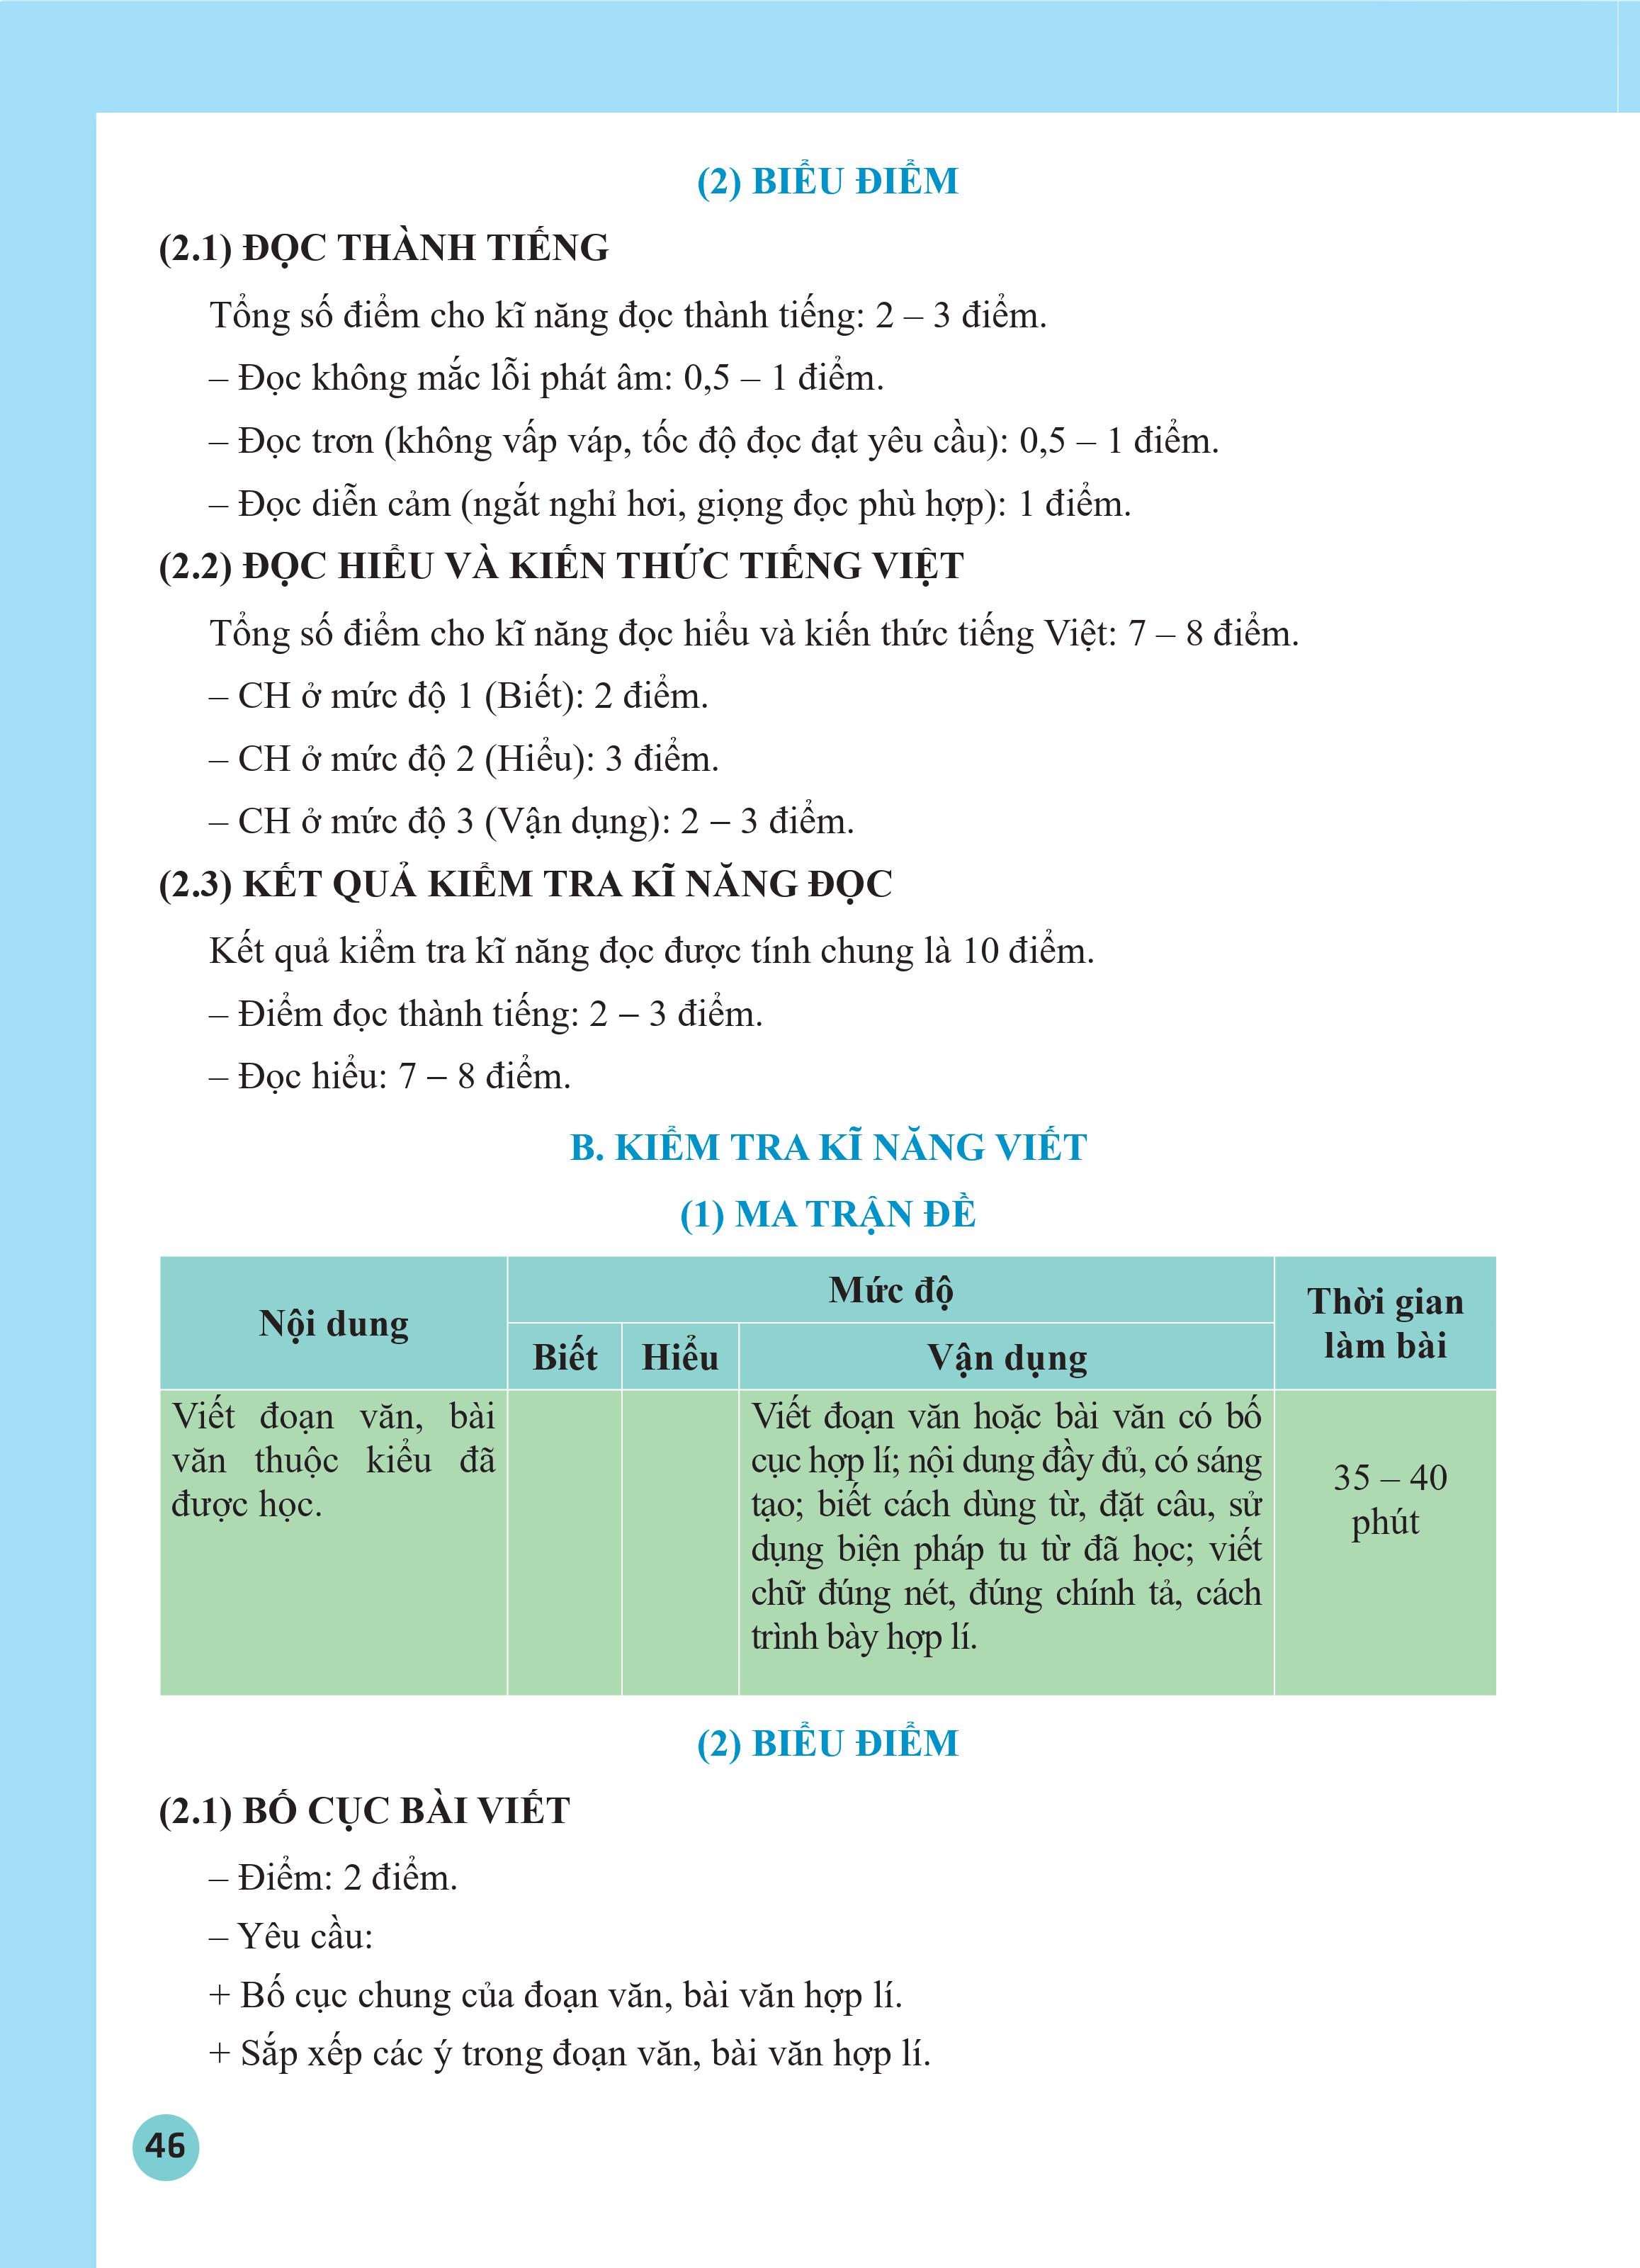 (2) BIỂU ĐIỂM
(2.1) ĐỌC THÀNH TIẾNG
Tổng số điểm cho kĩ năng đọc thành tiếng: 2 – 3 điểm.
– Đọc không mắc lỗi phát âm: 0,5 – 1 điểm.
– Đọc trơn (không vấp váp, tốc độ đọc đạt yêu cầu): 0,5 – 1 điểm.
– Đọc diễn cảm (ngắt nghỉ hơi, giọng đọc phù hợp): 1 điểm.
(2.2) ĐỌC HIỂU VÀ KIẾN THỨC TIẾNG VIỆT
Tổng số điểm cho kĩ năng đọc hiểu và kiến thức tiếng Việt: 7 – 8 điểm.
– CH ở mức độ 1 (Biết): 2 điểm.
– CH ở mức độ 2 (Hiểu): 3 điểm.
– CH ở mức độ 3 (Vận dụng): 2 – 3 điểm.
(2.3) KẾT QUẢ KIỂM TRA KĨ NĂNG ĐỌC
Kết quả kiểm tra kĩ năng đọc được tính chung là 10 điểm.
– Điểm đọc thành tiếng: 2 – 3 điểm.
– Đọc hiểu: 7 – 8 điểm.
B. KIỂM TRA KĨ NĂNG VIẾT
(1) MA TRẬN ĐỀ
Nội dung
Mức độ
Thời gian
làm bài
Biết
Hiểu
Vận dụng
Viết đoạn văn, bài
văn thuộc kiểu đã
được học.
Viết đoạn văn hoặc bài văn có bố
cục hợp lí; nội dung đầy đủ, có sáng
tạo; biết cách dùng từ, đặt câu, sử
dụng biện pháp tu từ đã học; viết
chữ đúng nét, đúng chính tả, cách
trình bày hợp lí.
35 – 40
phút
(2) BIỂU ĐIỂM
(2.1) BỐ CỤC BÀI VIẾT
– Điểm: 2 điểm.
– Yêu cầu:
+ Bố cục chung của đoạn văn, bài văn hợp lí.
+ Sắp xếp các ý trong đoạn văn, bài văn hợp lí.
46